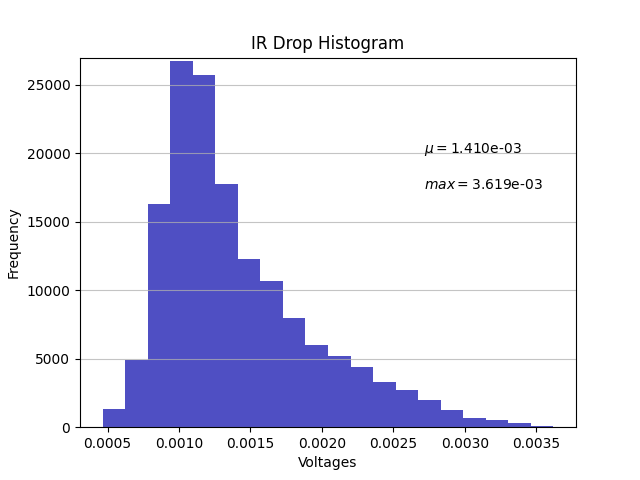 IR Drop Histogram
25000
20000
15000
10000
5000
0
Frequency
μ = 1.410e-03
max = 3.619e-03
0.0005 0.0010 0.0015 0.0020 0.0025 0.0030 0.0035
Voltages